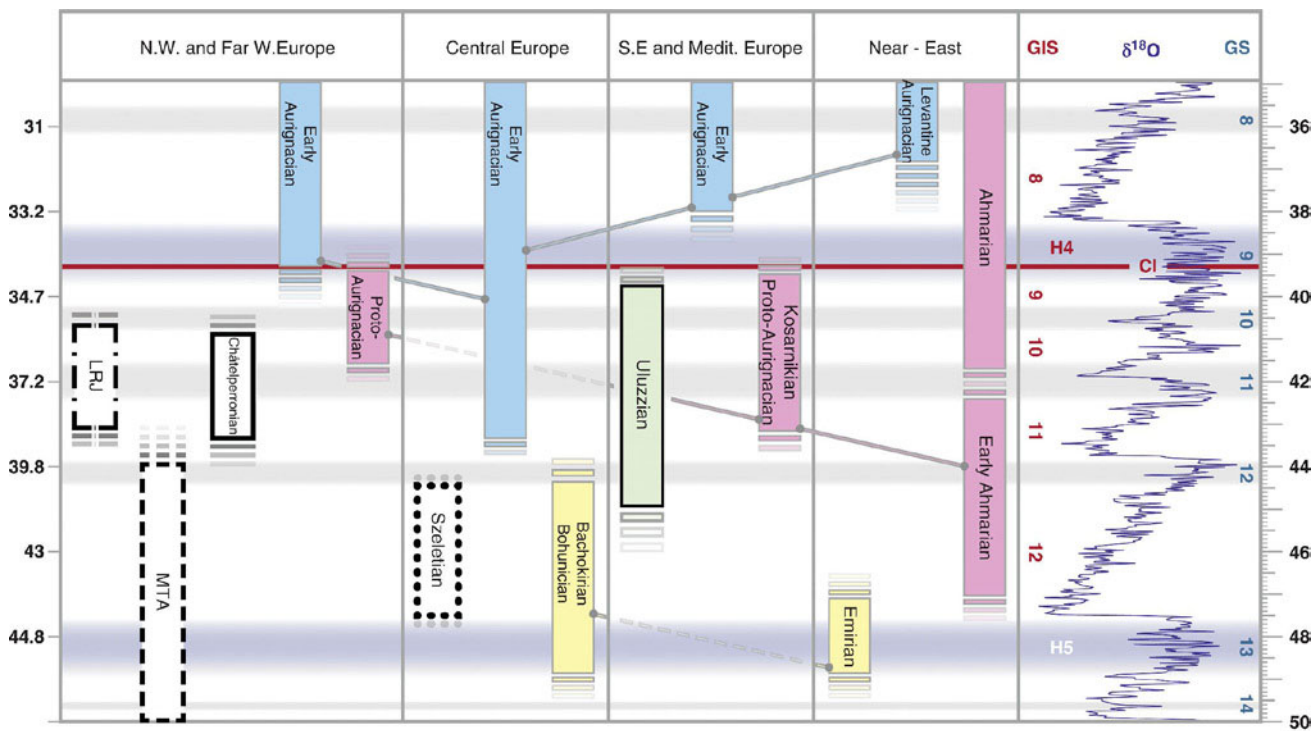 N.W. and Far W.Europe
Central Europe
S.E and Medit. Europe
Near - East
GIS
δ18O
GS
31
33.2
34.7
37.2
39.8
43
44.8
LRJ
MTA
Châtelperronian
Early
Aurignacian
Proto-
Aurignacian
Szeletian
Early
Aurignacian
Bachokirian
Bohunician
Uluzzian
Early
Aurignacian
Kosarnikian
Proto-Aurignacian
Emirian
Levantine
Aurignacian
Ahmarian
Early Ahmarian
8
H4
CI
9
10
11
12
H5
8
9
10
11
12
13
14
36
38
40
42
44
46
48
50